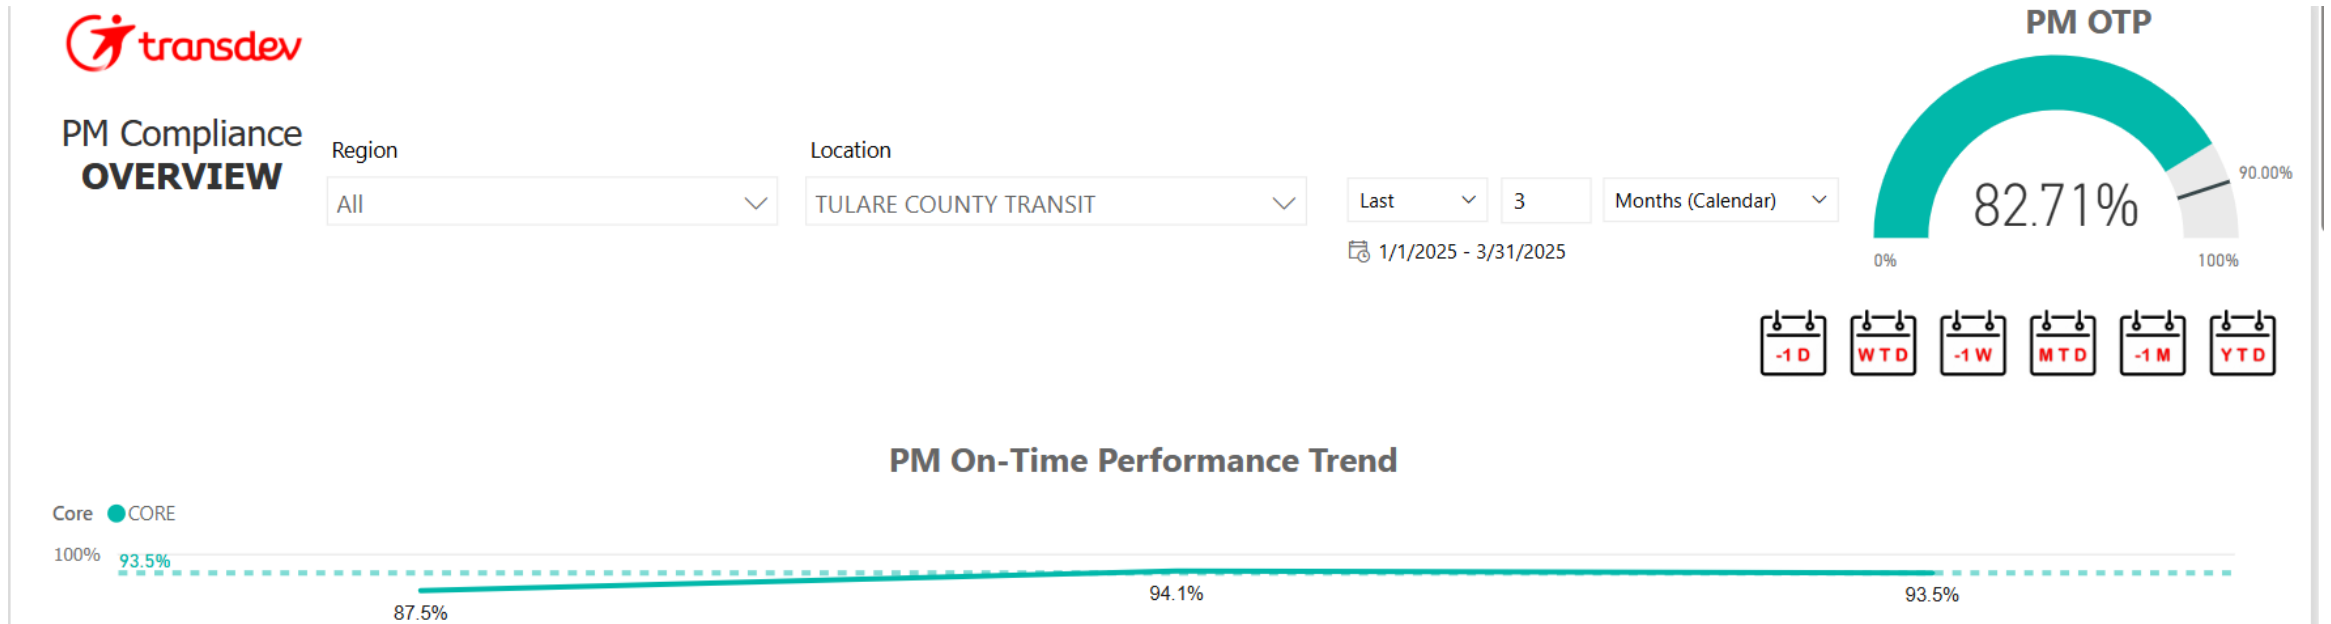 transdev
PM Compliance
OVERVIEW
Region
All
Location
TULARE COUNTY TRANSIT
Last
3
Months (Calendar)
1/1/2025 - 3/31/2025
PM OTP
82.71%
90.00%
0%
100%
-1 D
W T D
-1 W
M T D
-1 M
Y T D
PM On-Time Performance Trend
Core CORE
100%
93.5%
87.5%
94.1%
93.5%